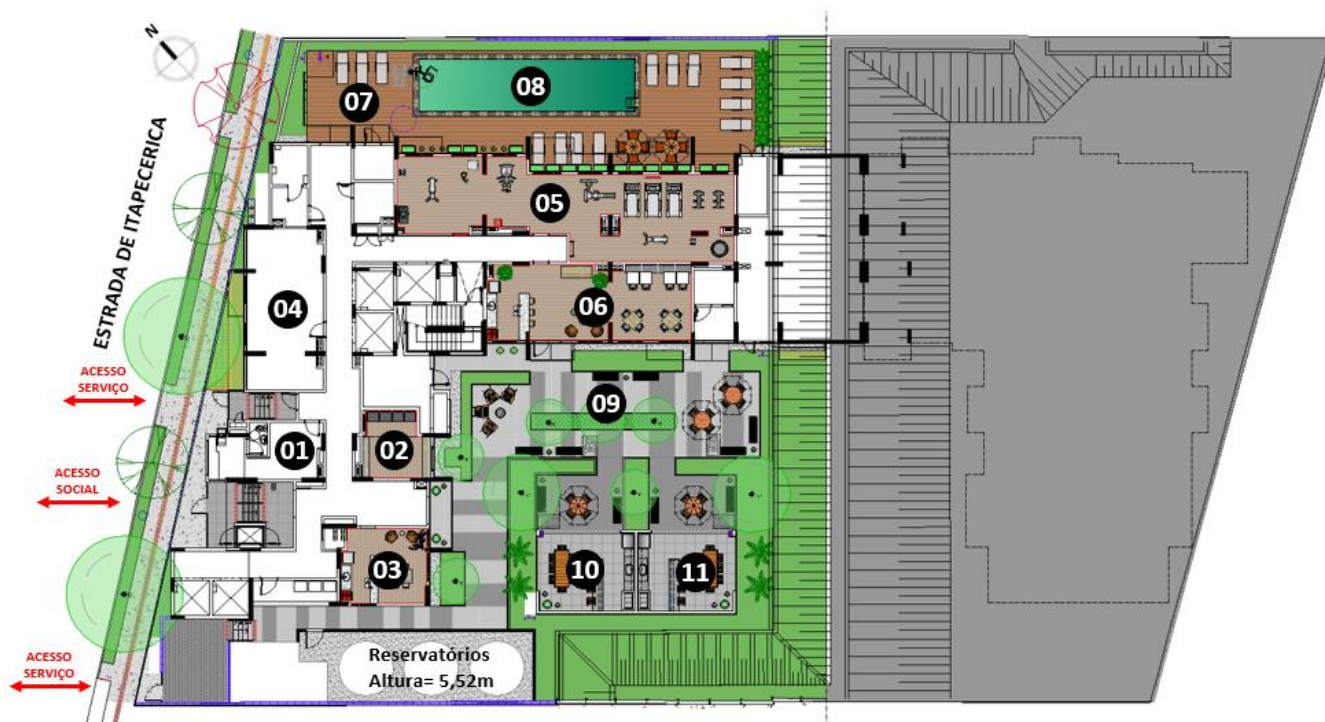 N
ESTRADA DE ITAPECERICA
07
08
05
04
06
ACESSO
SERVIÇO
09
01
02
ACESSO
SOCIAL
03
10
11
Reservatórios
Altura= 5,52m
ACESSO
SERVIÇO